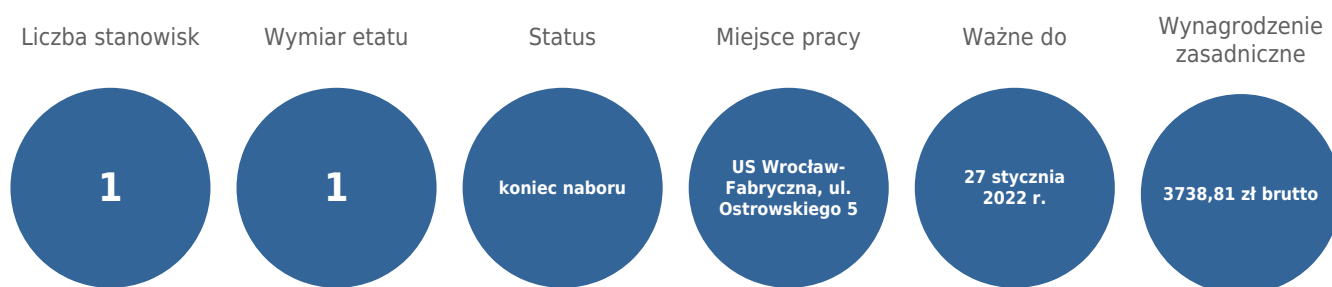 Liczba stanowisk
1
Wymiar etatu
1
Status
koniec naboru
Miejsce pracy
US Wrocław-
Fabryczna, ul.
Ostrowskiego 5
Ważne do
27 stycznia
2022 r.
Wynagrodzenie
zasadnicze
3738,81 zł brutto